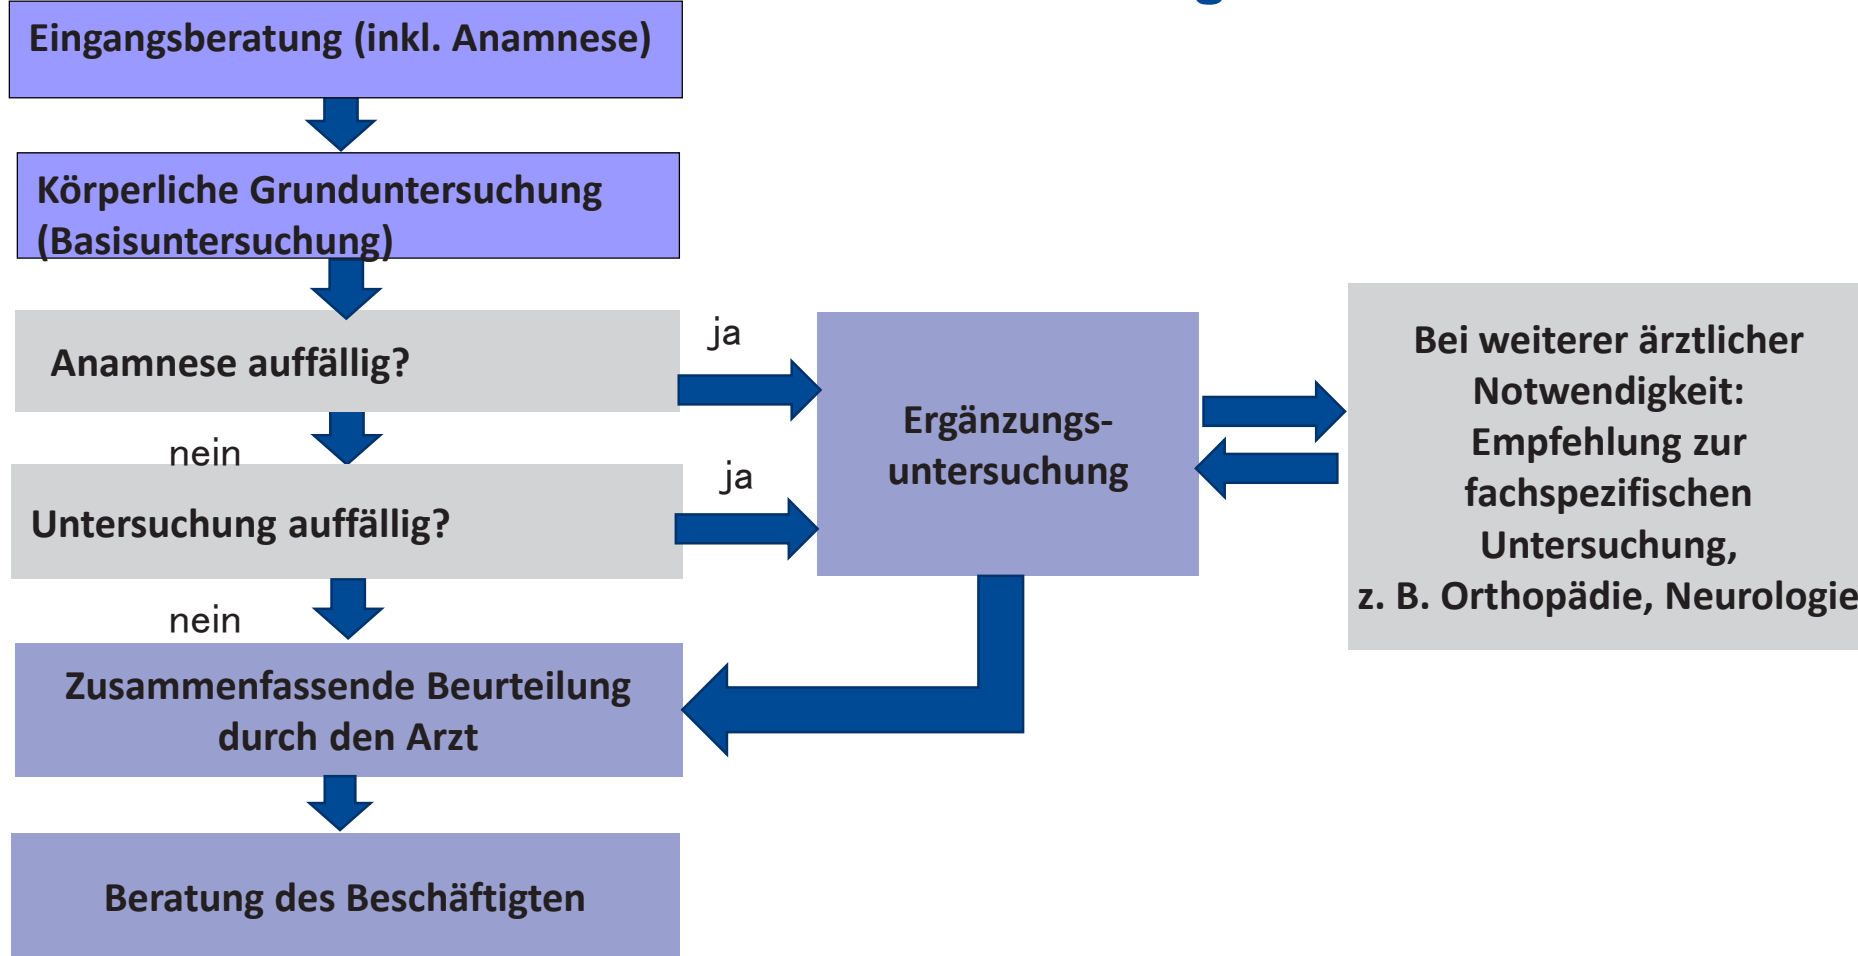 Eingangsberatung (inkl. Anamnese)
Körperliche Grunduntersuchung
(Basisuntersuchung)
Anamnese auffällig?
ja
nein
Untersuchung auffällig?
ja
nein
Zusammenfassende Beurteilung
durch den Arzt
Beratung des Beschäftigten
Ergänzungs-
untersuchung
Bei weiterer ärztlicher
Notwendigkeit:
Empfehlung zur
fachspezifischen
Untersuchung,
z. B. Orthopädie, Neurologie